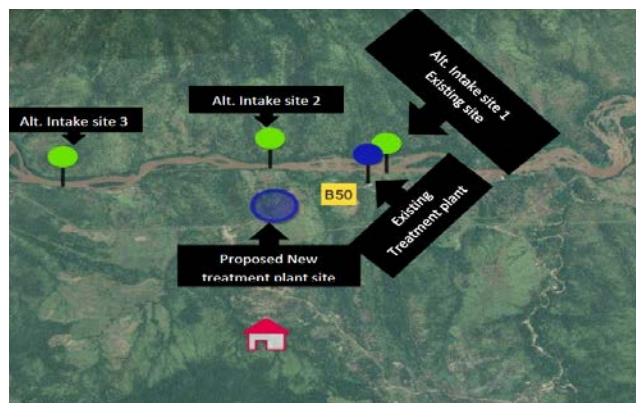 Alt. Intake site 1
Existing site
Alt. Intake site 2
Alt. Intake site 3
B50
Existing
Treatment plant
Proposed New
treatment plant site